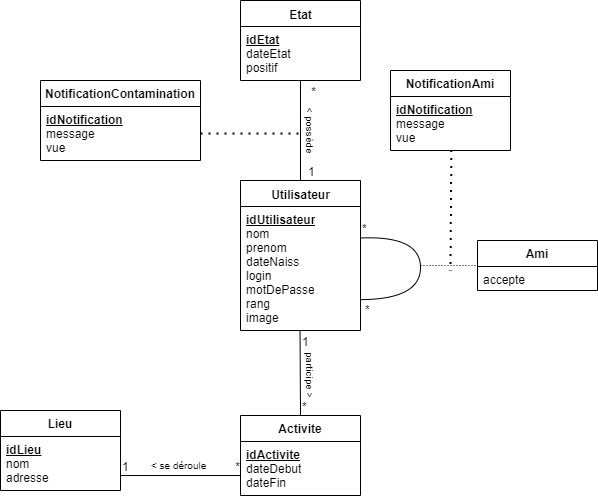 Etat
idEtat
dateEtat
positif
NotificationContamination
idNotification
message
vue
NotificationAmi
idNotification
message
vue
*
< possède
1
Utilisateur
idUtilisateur
nom
prenom
dateNaiss
login
motDePasse
rang
image
*
*
Ami
accepte
1
participe >
*
Lieu
idLieu
nom
adresse
1
< se déroule
*
Activite
idActivite
dateDebut
dateFin